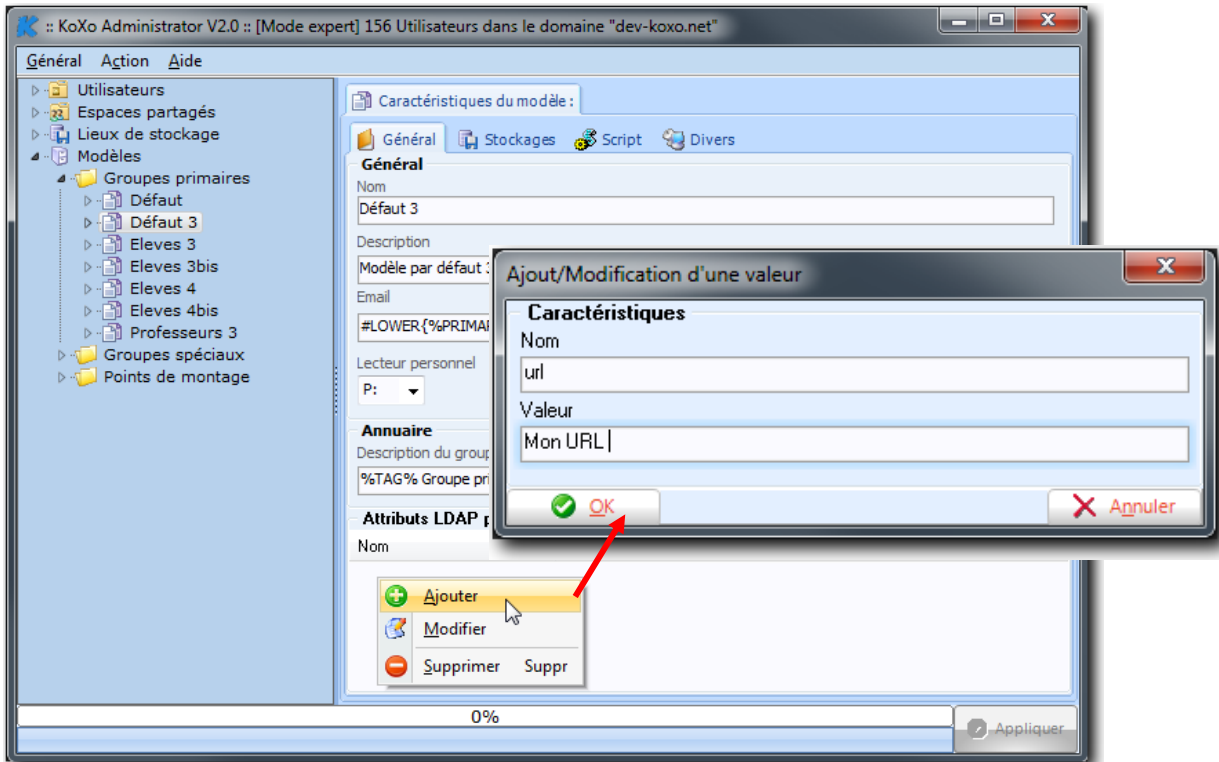 :: KoXo Administrator V2.0 :: [Mode expert] 156 Utilisateurs dans le domaine "dev-koxo.net"
Général Action Aide
Utilisateurs
Espaces partagés
Lieux de stockage
Modèles
Groupes primaires
Défaut
Défaut 3
Eleves 3
Eleves 3bis
Eleves 4
Eleves 4bis
Professeurs 3
Groupes spéciaux
Points de montage
Caractéristiques du modèle :
Général Stockages Script Divers
Général
Nom
Défaut 3
Description
Modèle par défaut
Email
#LOWER{%PRIMA
Lecteur personnel
P:
Annuaire
Description du group
%TAG% Groupe pri
Attributs LDAP p
Nom
Ajouter
Modifier
Supprimer Suppr
Ajout/Modification d'une valeur
Caractéristiques
Nom
url
Valeur
Mon URL
OK Annuler
0%
Appliquer